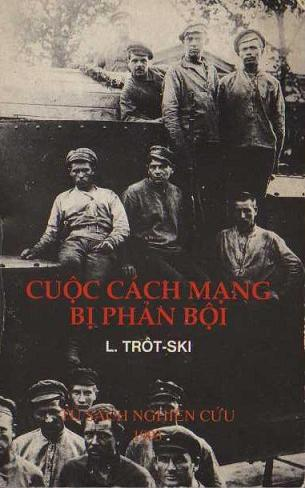 CUỘC CÁCH MẠNG
BỊ PHẢN BỘI
L. TRỐT-SKI
TỦ SÁCH NGHIÊN CỨU